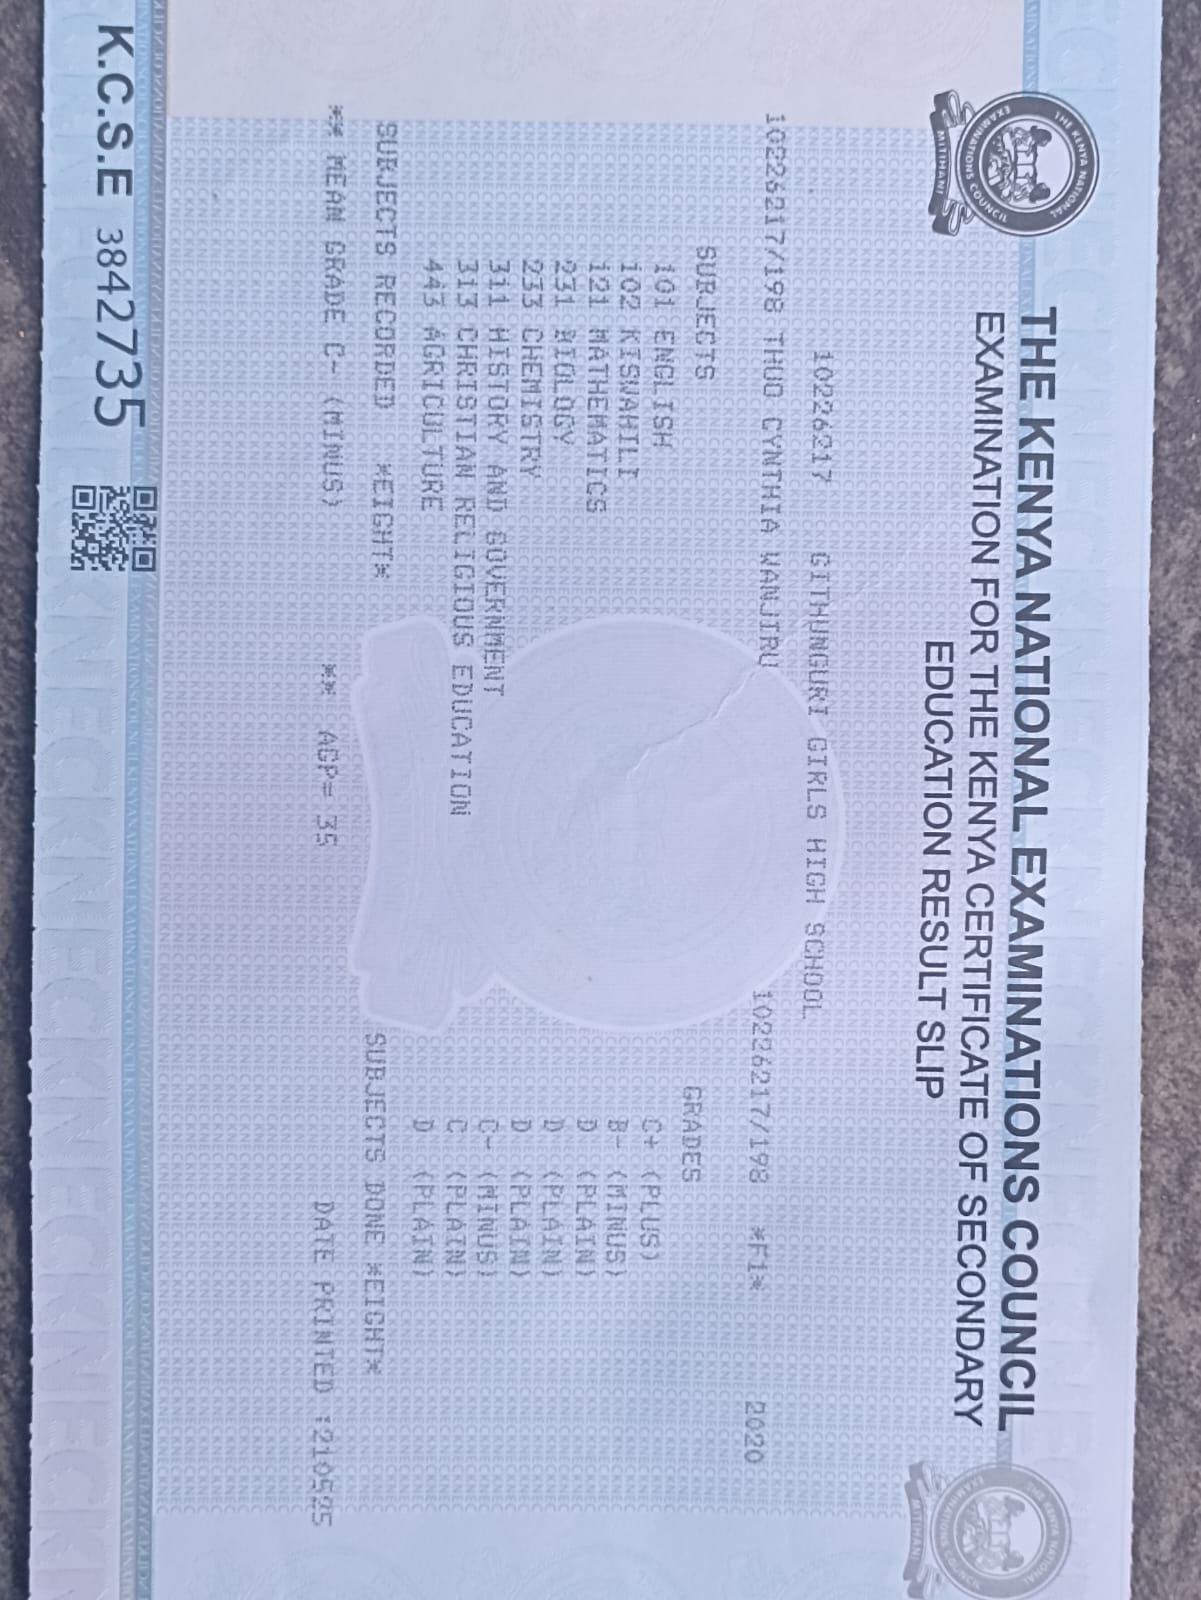 THE KENYA NATIONAL EXAMINATIONS COUNCIL
EXAMINATION FOR THE KENYA CERTIFICATE OF SECONDARY
EDUCATION RESULT SLIP
THE KENYA NATIONAL EXAMINATIONS COUNCIL
MITIHANI
10226217 GITHUNGURI GIRLS HIGH SCHOOL
10226217/198 THUO CYNTHIA WANJIRU 10226217/198 *F1* 2020
SUBJECTS GRADES
101 ENGLISH C+ (PLUS)
102 KISWAHILI B- (MINUS)
121 MATHEMATICS D (PLAIN)
231 BIOLOGY D (PLAIN)
233 CHEMISTRY D (PLAIN)
311 HISTORY AND GOVERNMENT C- (MINUS)
313 CHRISTIAN RELIGIOUS EDUCATION C (PLAIN)
443 AGRICULTURE D (PLAIN)
SUBJECTS RECORDED *EIGHT* SUBJECTS DONE *EIGHT*
** MEAN GRADE C- (MINUS) ** AGP= 35 DATE PRINTED :210525
K.C.S.E 3842735